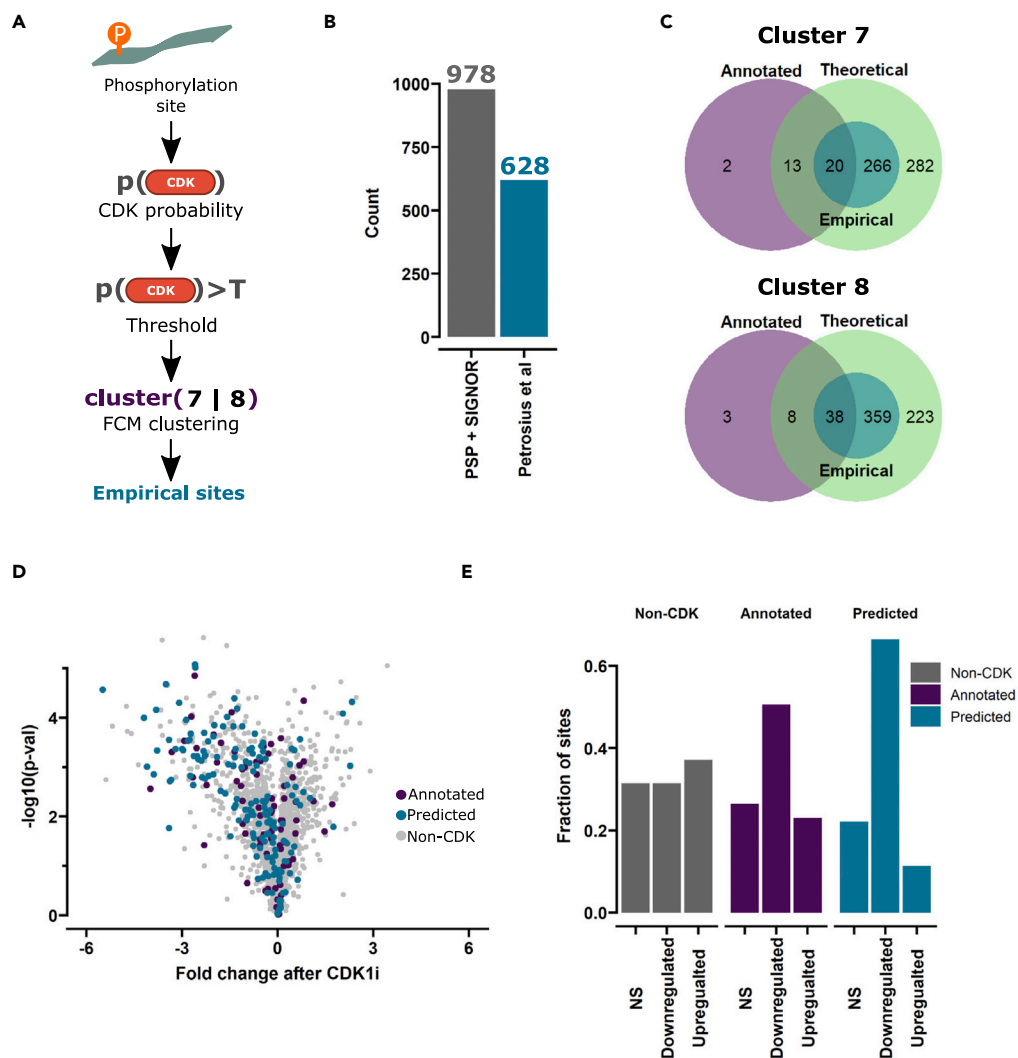 A
P
Phosphorylation
site
p( CDK )
CDK probability
p( CDK )>T
Threshold
cluster( 7 | 8)
FCM clustering
Empirical sites
B
978
628
1000
750
500
250
0
Count
PSP + SIGNOR
Petrosius et al
C
Cluster 7
Annotated
Theoretical
2
13
20
266
282
Empirical
Cluster 8
Annotated
Theoretical
3
8
38
359
223
Empirical
D
4
2
0
-log10(p-val)
Annotated
Predicted
Non-CDK
-6
-3
0
3
6
Fold change after CDK1i
E
Non-CDK
Annotated
Predicted
Non-CDK
Annotated
Predicted
0.6
0.4
0.2
0.0
Fraction of sites
NS
Downregulated
Upregualted
NS
Downregulated
Upregualted
NS
Downregulated
Upregualted